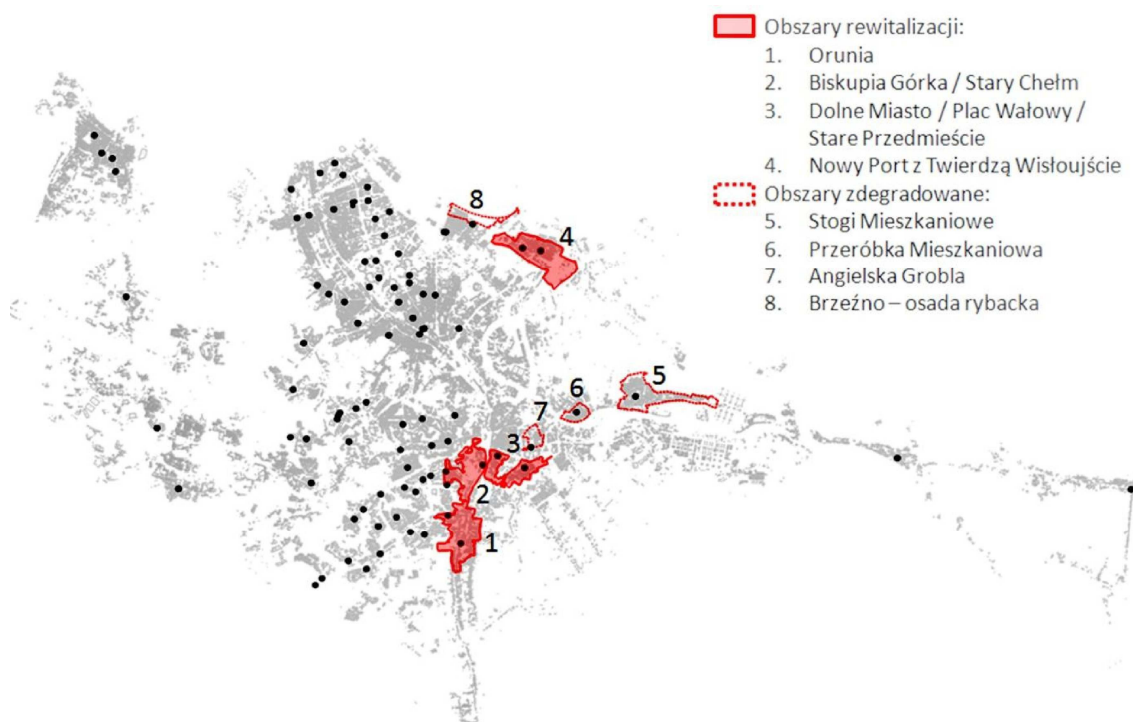 Obszary rewitalizacji:
1. Orunia
2. Biskupia Górka / Stary Chełm
3. Dolne Miasto / Plac Wałowy /
Stare Przedmieście
4. Nowy Port z Twierdzą Wisłoujście
Obszary zdegradowane:
5. Stogi Mieszkaniowe
6. Przeróbka Mieszkaniowa
7. Angielska Grobla
8. Brzeźno – osada rybacka
8
4
5
6
7
3
2
1